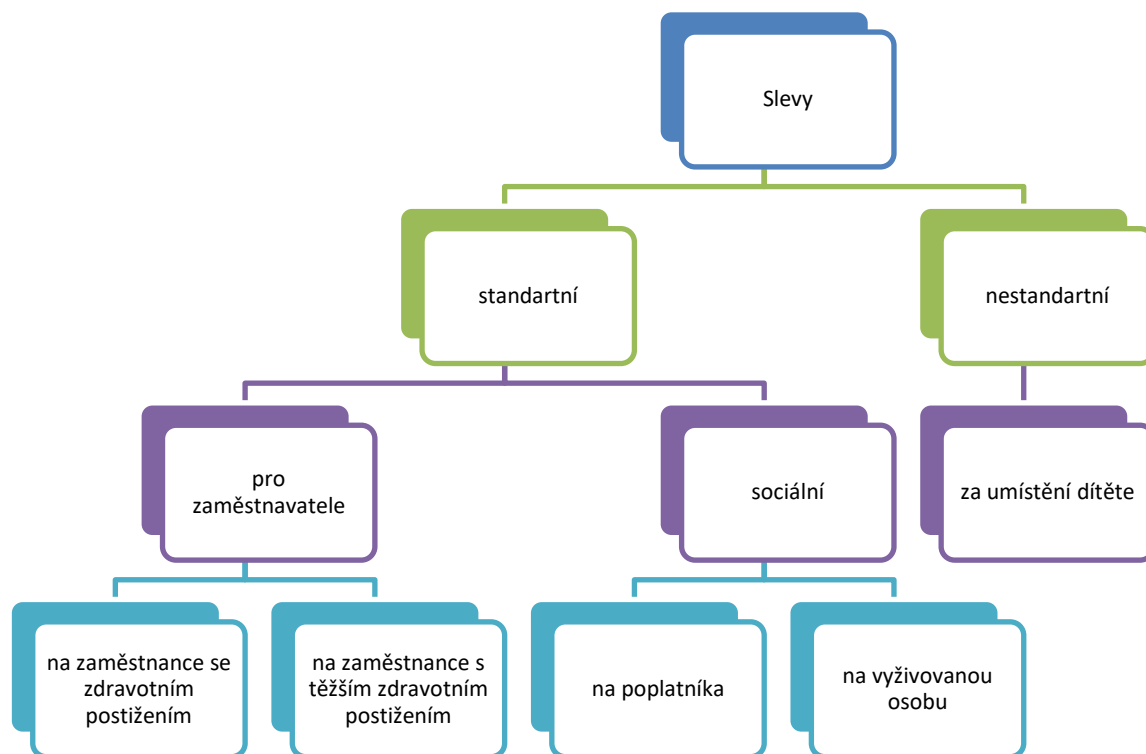 Slevy
standartní
nestandartní
pro
zaměstnavatele
sociální
za umístění dítěte
na zaměstnance se
zdravotním
postižením
na zaměstnance s
těžším zdravotním
postižením
na poplatníka
na vyživovanou
osobu